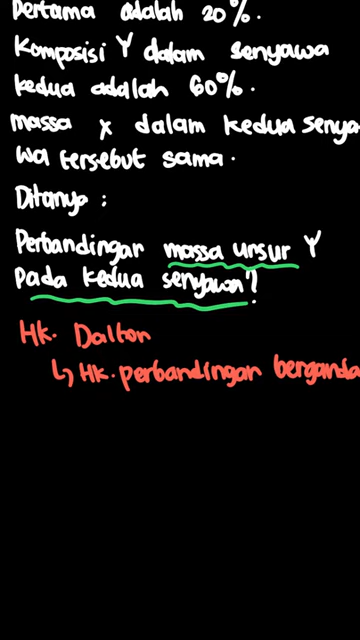 Pertama adalah 20%.
Komposisi Y dalam senyawa
kedua adalah 60%.
massa x dalam kedua senya
wa tersebut sama.
Ditanya :
Perbandingan massa unsur Y
Pada kedua senyawa?
Hk. Dalton
↳ Hk. perbandingan berganda